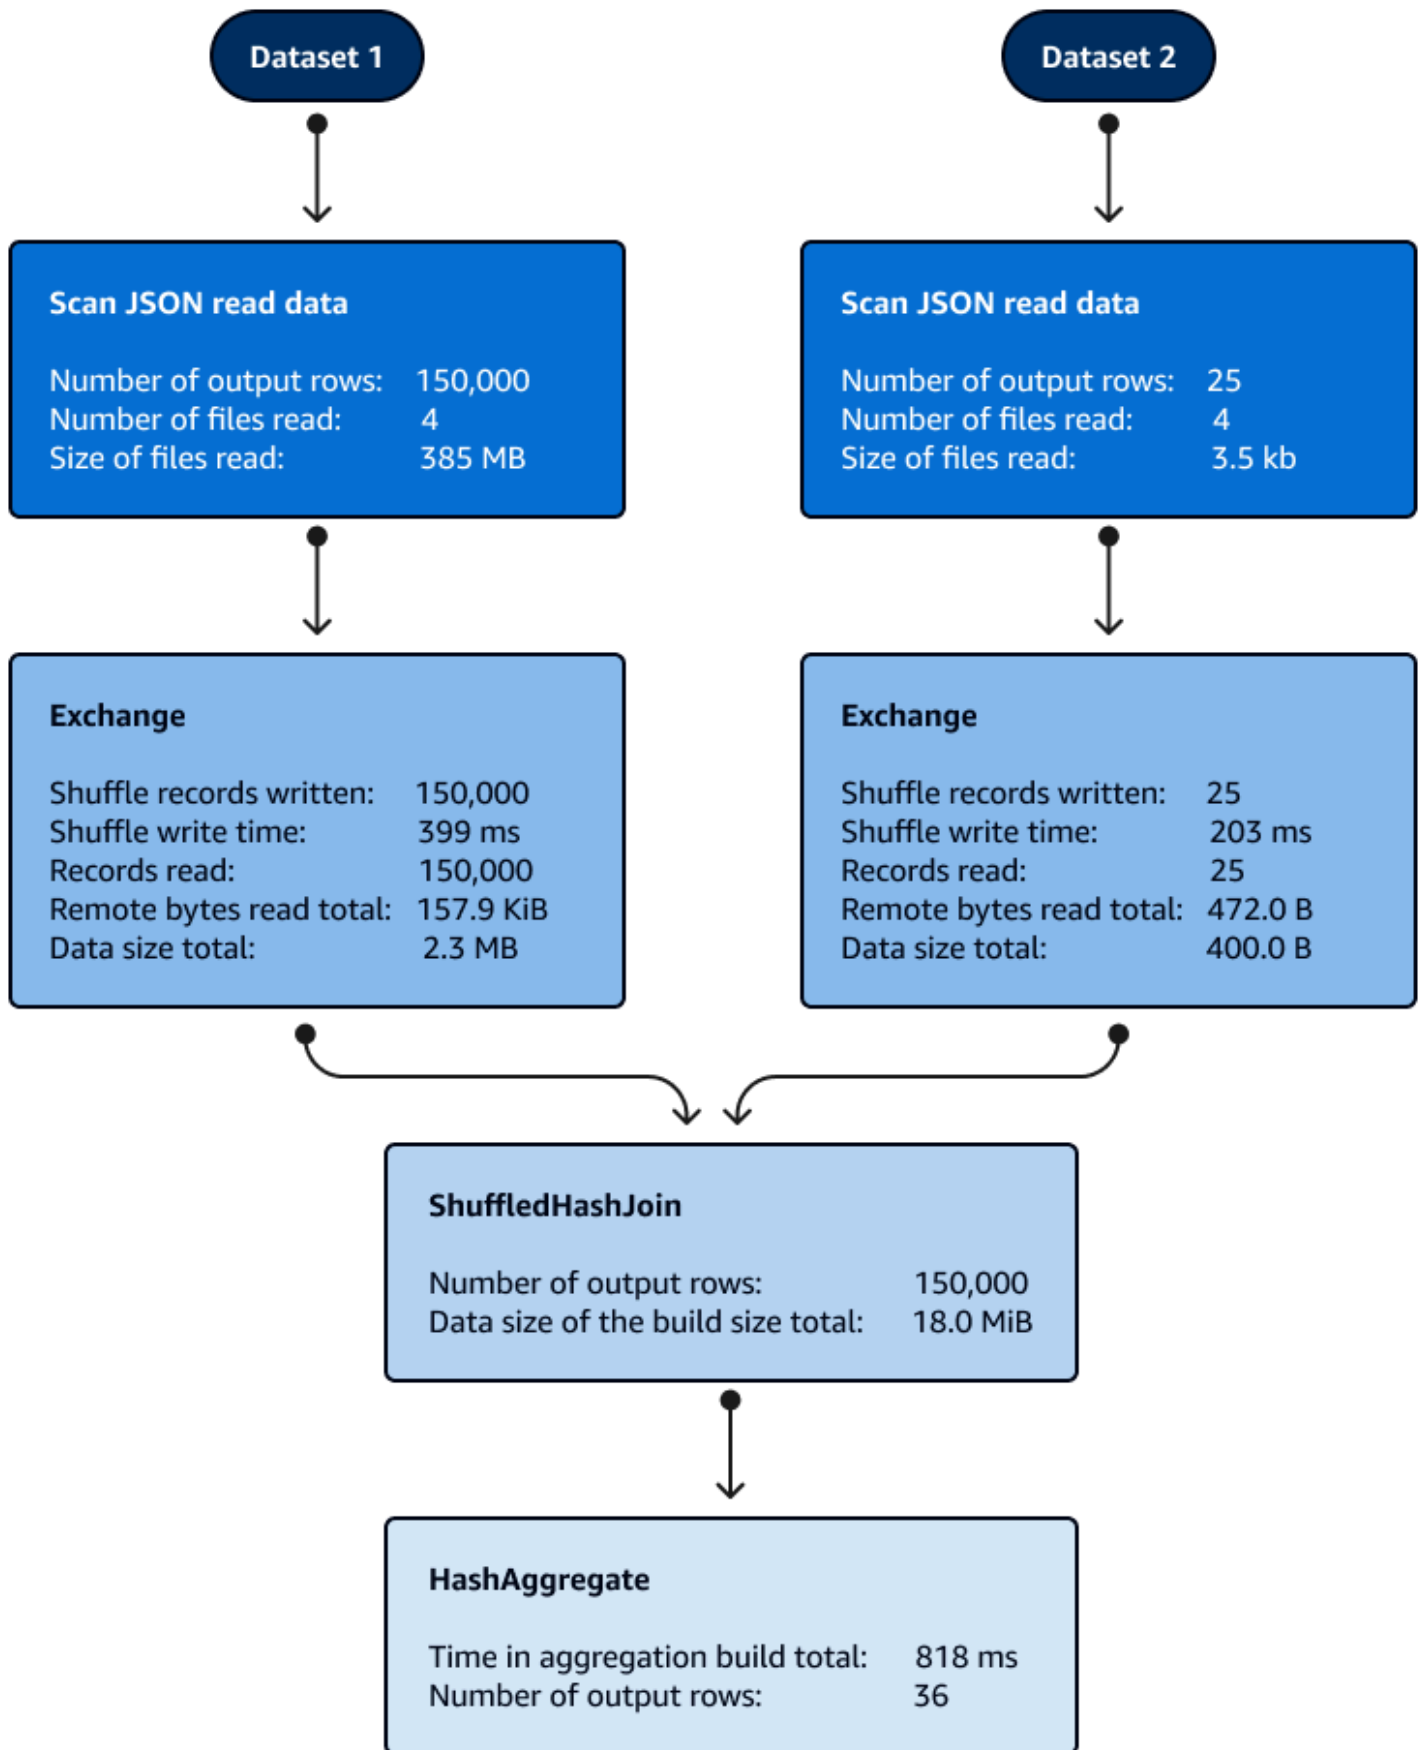 Dataset 1
Dataset 2
Scan JSON read data
Number of output rows: 150,000
Number of files read: 4
Size of files read: 385 MB
Scan JSON read data
Number of output rows: 25
Number of files read: 4
Size of files read: 3.5 kb
Exchange
Shuffle records written: 150,000
Shuffle write time: 399 ms
Records read: 150,000
Remote bytes read total: 157.9 KiB
Data size total: 2.3 MB
Exchange
Shuffle records written: 25
Shuffle write time: 203 ms
Records read: 25
Remote bytes read total: 472.0 B
Data size total: 400.0 B
ShuffledHashJoin
Number of output rows: 150,000
Data size of the build size total: 18.0 MiB
HashAggregate
Time in aggregation build total: 818 ms
Number of output rows: 36